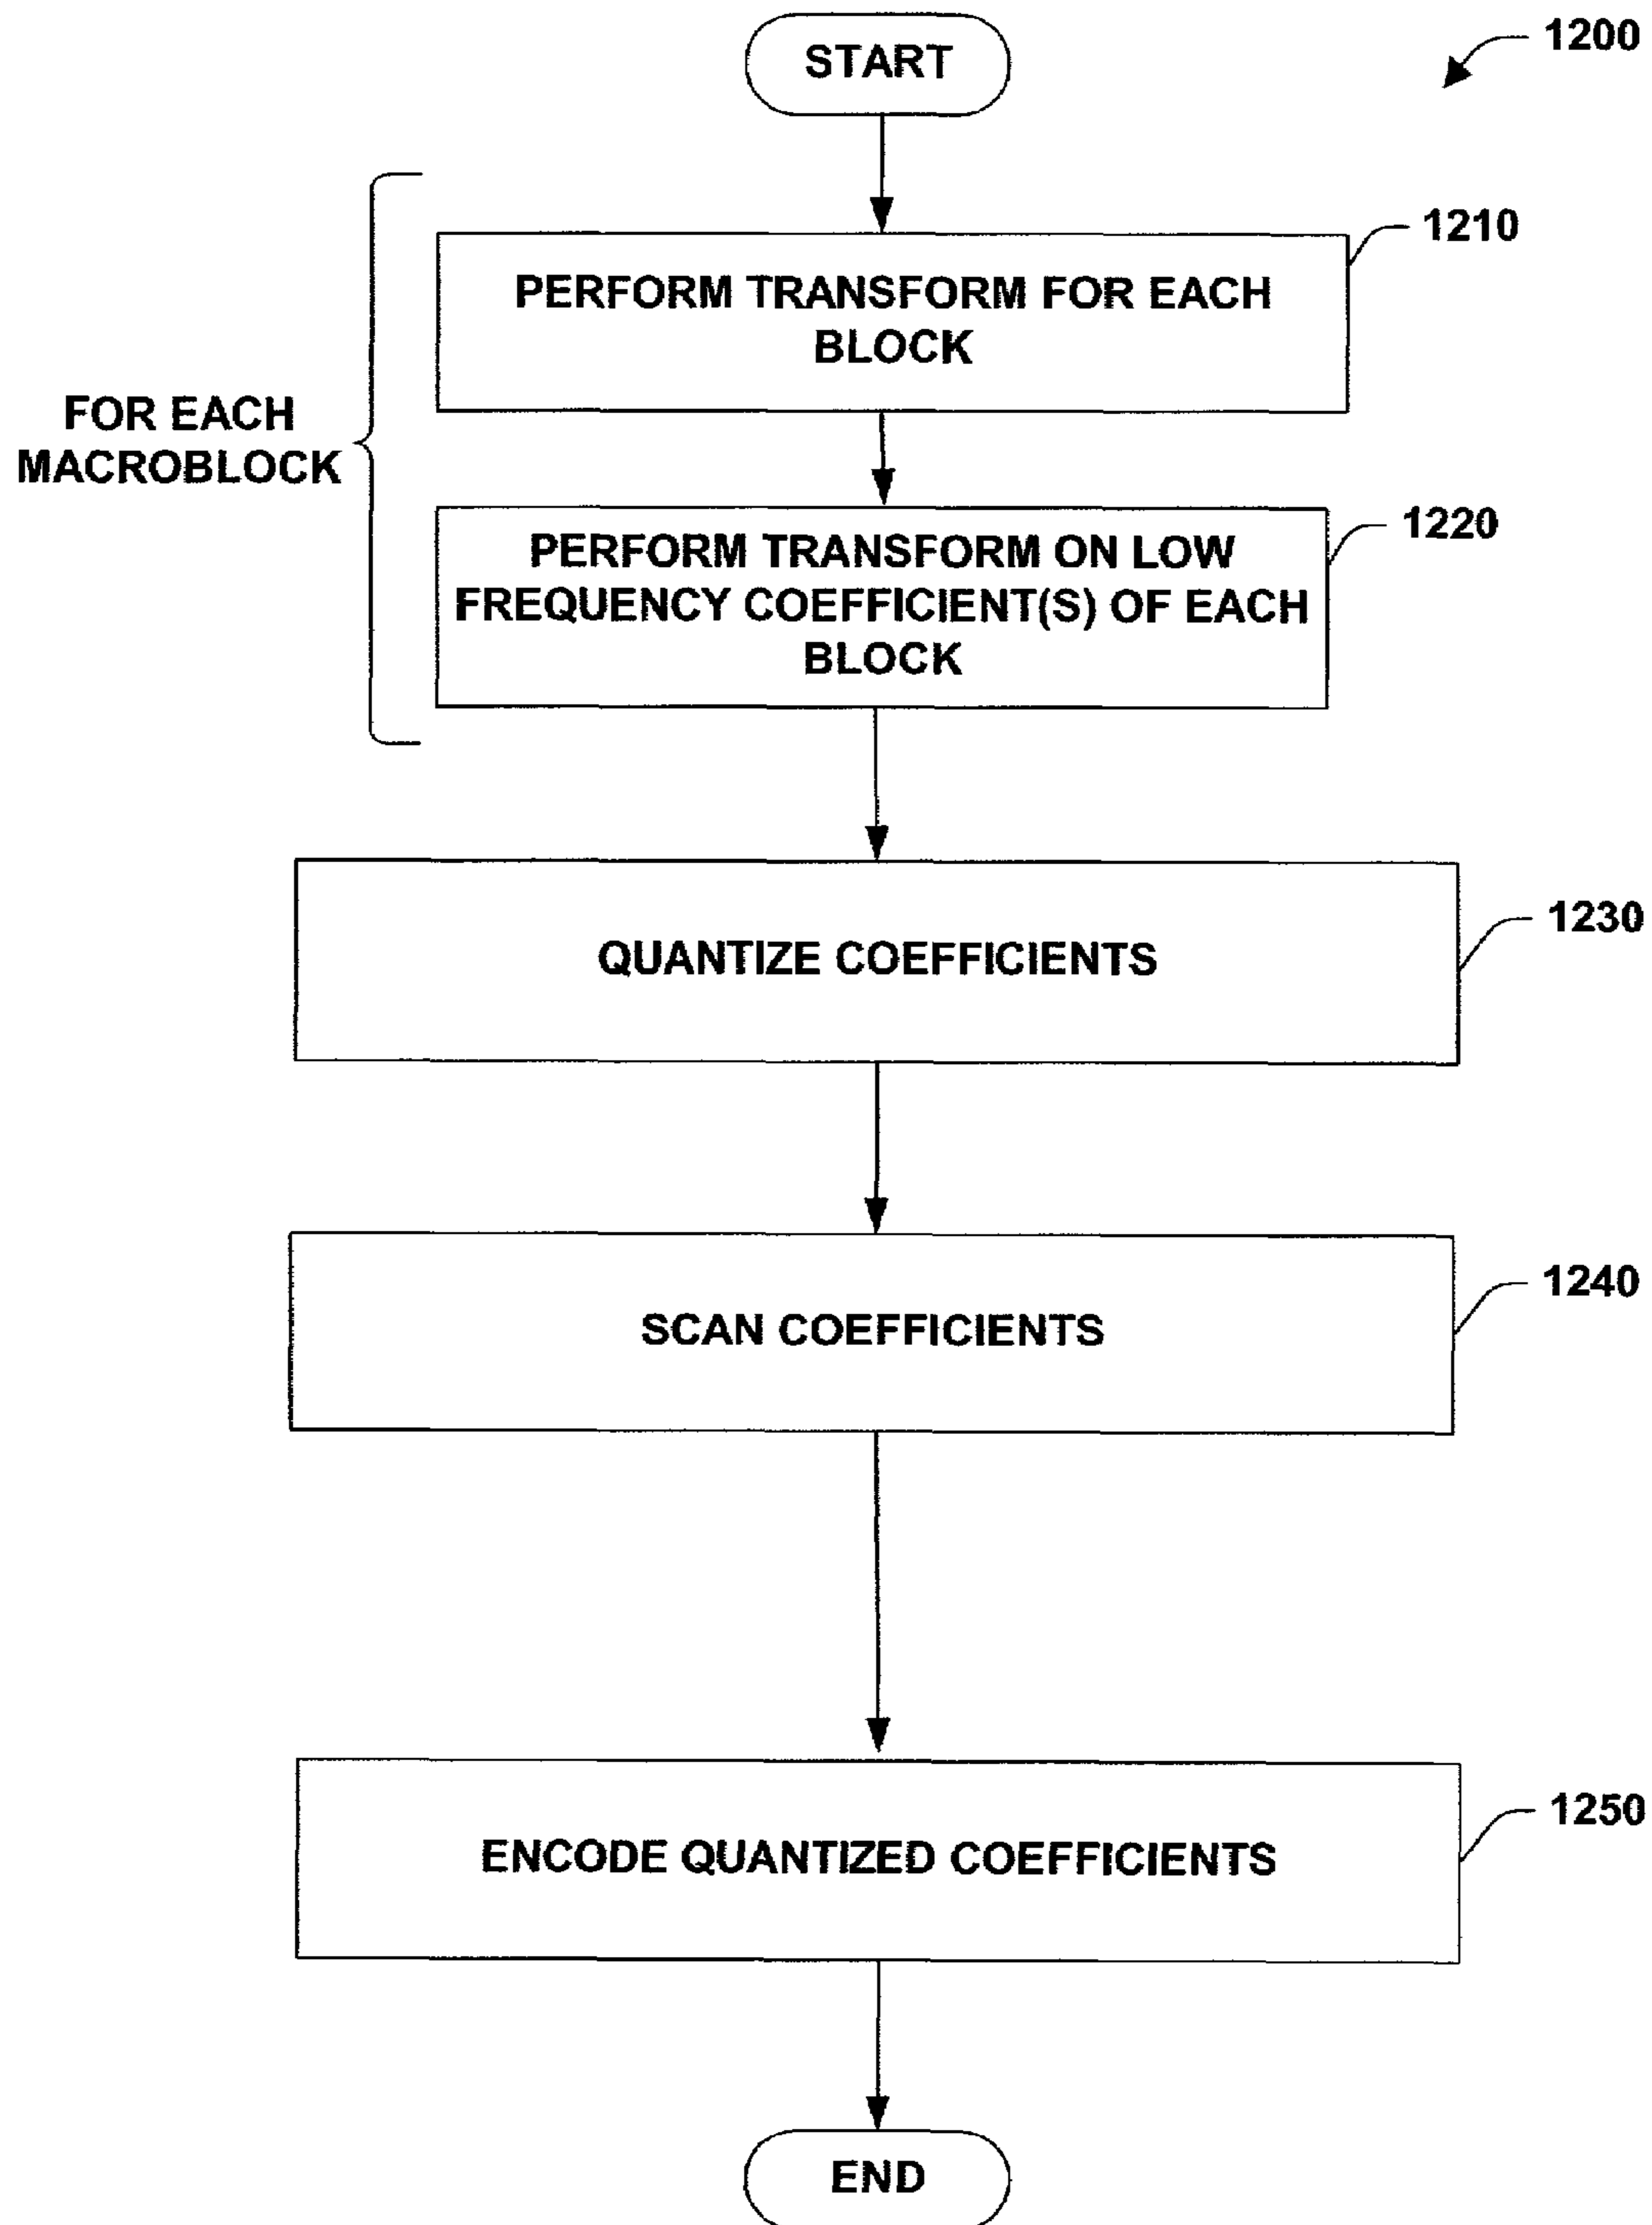 START
1200
1210
PERFORM TRANSFORM FOR EACH
BLOCK
FOR EACH
MACROBLOCK
1220
PERFORM TRANSFORM ON LOW
FREQUENCY COEFFICIENT(S) OF EACH
BLOCK
1230
QUANTIZE COEFFICIENTS
1240
SCAN COEFFICIENTS
1250
ENCODE QUANTIZED COEFFICIENTS
END